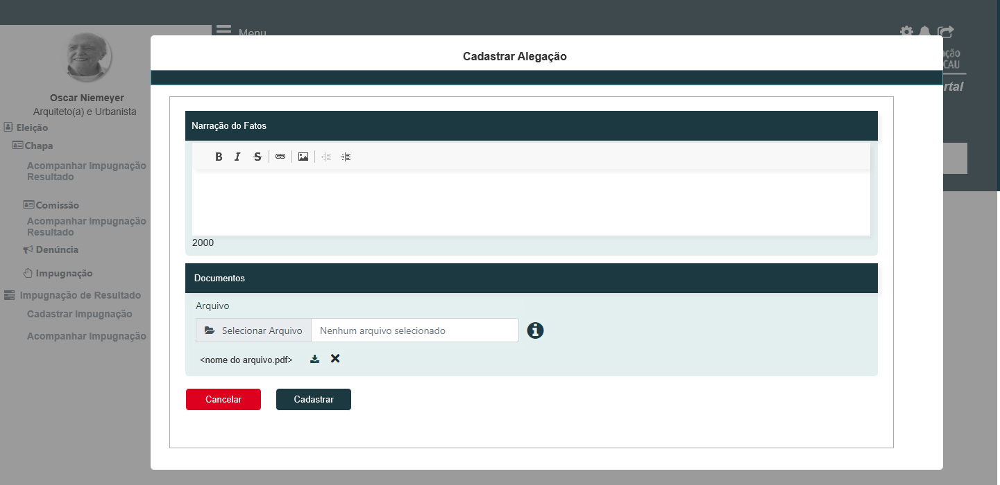 Menu
Cadastrar Alegação
ção
CAU
rtal
Oscar Niemeyer
Arquiteto(a) e Urbanista
Eleição
Chapa
Acompanhar Impugnação
Resultado
Comissão
Acompanhar Impugnação
Resultado
Denúncia
Impugnação
Impugnação de Resultado
Cadastrar Impugnação
Acompanhar Impugnação
Narração do Fatos
B I S
2000
Documentos
Arquivo
Selecionar Arquivo Nenhum arquivo selecionado
<nome do arquivo.pdf>
Cancelar Cadastrar